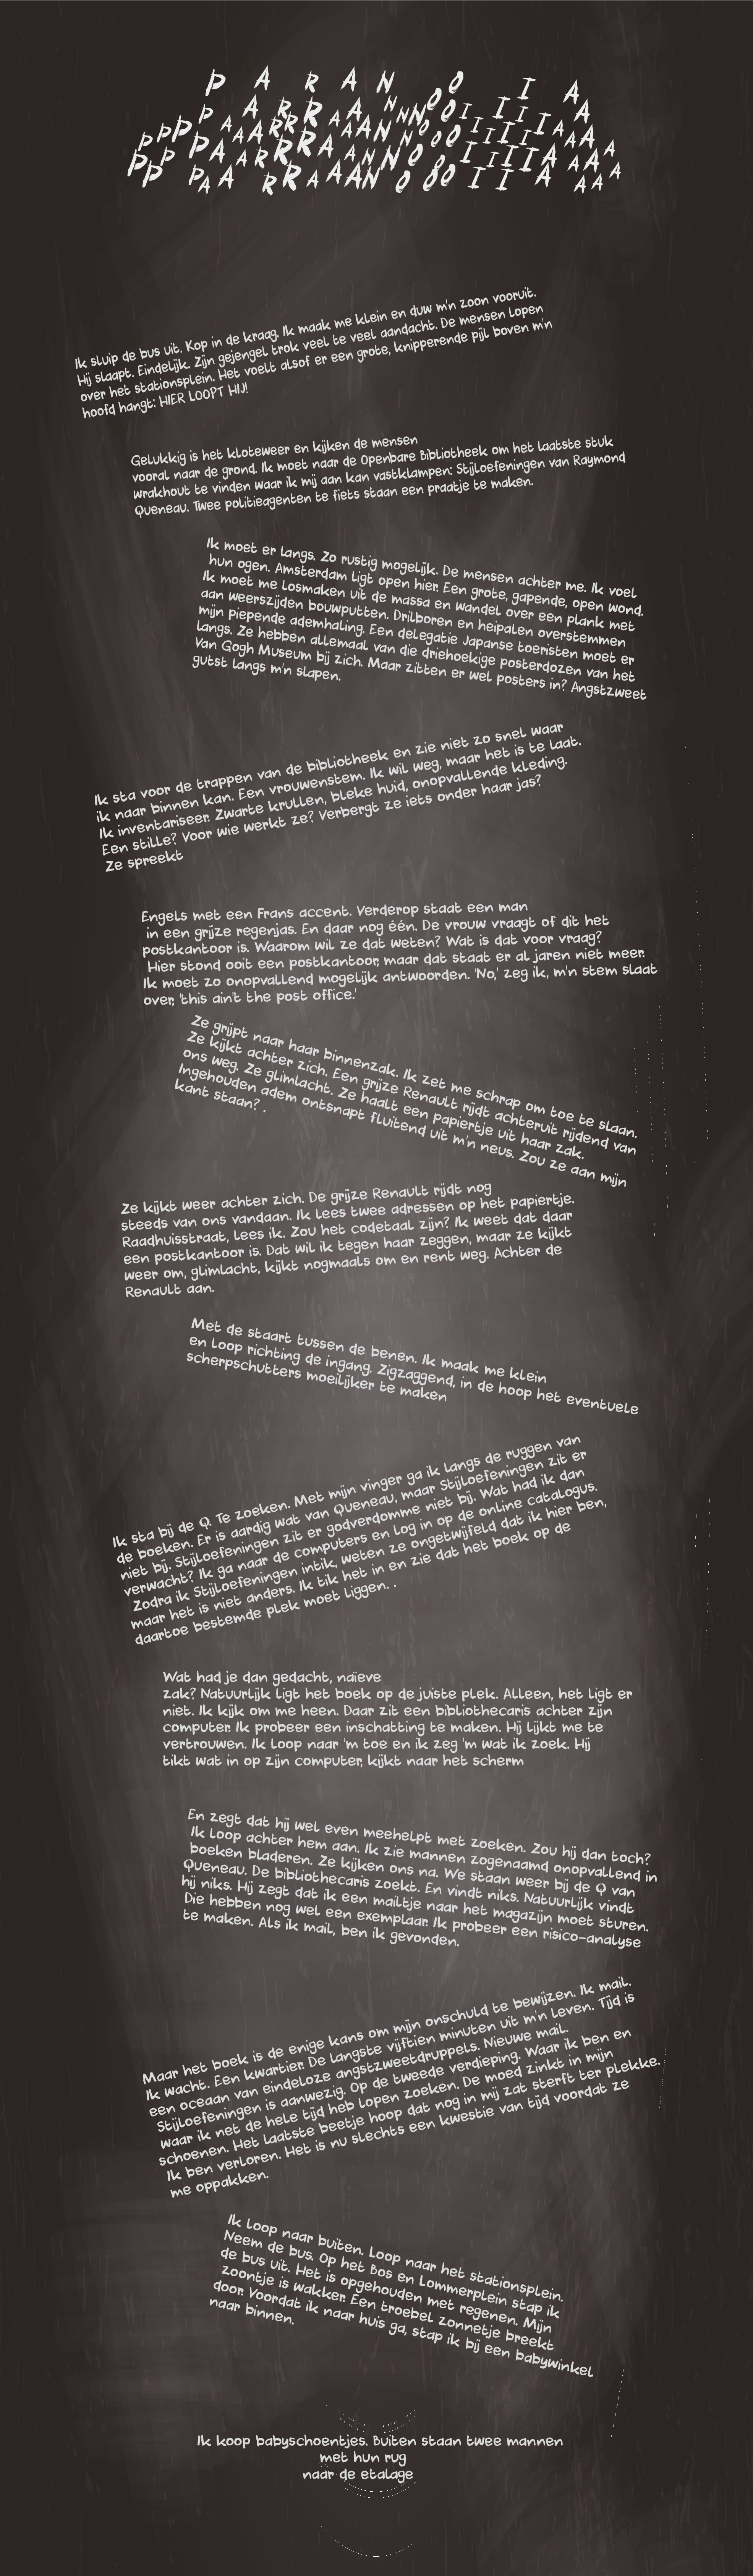 PARANOIA
Ik sluip de bus uit. Kop in de kraag. Ik maak me klein en duw m'n zoon vooruit.
Hij slaapt. Eindelijk. Zijn gejengel trok veel te veel aandacht. De mensen lopen
over het stationsplein. Het voelt alsof er een grote, knipperende pijl boven m'n
hoofd hangt: HIER LOOPT HIJ!
Gelukkig is het kloteweer en kijken de mensen
vooral naar de grond. Ik moet naar de Openbare Bibliotheek om het laatste stuk
wrakhout te vinden waar ik mij aan kan vastklampen: Stijloefeningen van Raymond
Queneau. Twee politieagenten te fiets staan een praatje te maken.
Ik moet er langs. Zo rustig mogelijk. De mensen achter me. Ik voel
hun ogen. Amsterdam ligt open hier. Een grote, gapende, open wond.
Ik moet me losmaken uit de massa en wandel over een plank met
aan weerszijden bouwputten. Drilboren en heipalen overstemmen
mijn piepende ademhaling. Een delegatie Japanse toeristen moet er
langs. Ze hebben allemaal van die driehoekige posterdozen van het
Van Gogh Museum bij zich. Maar zitten er wel posters in? Angstzweet
gutst langs m'n slapen.
Ik sta voor de trappen van de bibliotheek en zie niet zo snel waar
ik naar binnen kan. Een vrouwenstem. Ik wil weg, maar het is te laat.
Ik inventariseer. Zwarte krullen, bleke huid, onopvallende kleding.
Een stille? Voor wie werkt ze? Verbergt ze iets onder haar jas?
Ze spreekt
Engels met een Frans accent. Verderop staat een man
in een grijze regenjas. En daar nog één. De vrouw vraagt of dit het
postkantoor is. Waarom wil ze dat weten? Wat is dat voor vraag?
Hier stond ooit een postkantoor, maar dat staat er al jaren niet meer.
Ik moet zo onopvallend mogelijk antwoorden. 'No,' zeg ik, m'n stem slaat
over, 'this ain't the post office.'
Ze grijpt naar haar binnenzak. Ik zet me schrap om toe te slaan.
Ze kijkt achter zich. Een grijze Renault rijdt achteruit rijdend van
ons weg. Ze glimlacht. Ze haalt een papiertje uit haar zak.
Ingehouden adem ontsnapt fluitend uit m'n neus. Zou ze aan mijn
kant staan? .
Ze kijkt weer achter zich. De grijze Renault rijdt nog
steeds van ons vandaan. Ik lees twee adressen op het papiertje.
Raadhuisstraat, lees ik. Zou het codetaal zijn? Ik weet dat daar
een postkantoor is. Dat wil ik tegen haar zeggen, maar ze kijkt
weer om, glimlacht, kijkt nogmaals om en rent weg. Achter de
Renault aan.
Met de staart tussen de benen. Ik maak me klein
en loop richting de ingang. Zigzaggend, in de hoop het eventuele
scherpschutters moeilijker te maken
Ik sta bij de Q. Te zoeken. Met mijn vinger ga ik langs de ruggen van
de boeken. Er is aardig wat van Queneau, maar Stijloefeningen zit er
niet bij. Stijloefeningen zit er godverdomme niet bij. Wat had ik dan
verwacht? Ik ga naar de computers en log in op de online catalogus.
Zodra ik Stijloefeningen intik, weten ze ongetwijfeld dat ik hier ben,
maar het is niet anders. Ik tik het in en zie dat het boek op de
daartoe bestemde plek moet liggen. .
Wat had je dan gedacht, naïeve
zak? Natuurlijk ligt het boek op de juiste plek. Alleen, het ligt er
niet. Ik kijk om me heen. Daar zit een bibliothecaris achter zijn
computer. Ik probeer een inschatting te maken. Hij lijkt me te
vertrouwen. Ik loop naar 'm toe en ik zeg 'm wat ik zoek. Hij
tikt wat in op zijn computer, kijkt naar het scherm
En zegt dat hij wel even meehelpt met zoeken. Zou hij dan toch?
Ik loop achter hem aan. Ik zie mannen zogenaamd onopvallend in
boeken bladeren. Ze kijken ons na. We staan weer bij de Q van
Queneau. De bibliothecaris zoekt. En vindt niks. Natuurlijk vindt
hij niks. Hij zegt dat ik een mailtje naar het magazijn moet sturen.
Die hebben nog wel een exemplaar. Ik probeer een risico-analyse
te maken. Als ik mail, ben ik gevonden.
Maar het boek is de enige kans om mijn onschuld te bewijzen. Ik mail.
Ik wacht. Een kwartier. De langste vijftien minuten uit m'n leven. Tijd is
een oceaan van eindeloze angstzweetdruppels. Nieuwe mail.
Stijloefeningen is aanwezig. Op de tweede verdieping. Waar ik ben en
waar ik net de hele tijd heb lopen zoeken. De moed zinkt in mijn
schoenen. Het laatste beetje hoop dat nog in mij zat sterft ter plekke.
Ik ben verloren. Het is nu slechts een kwestie van tijd voordat ze
me oppakken.
Ik loop naar buiten. Loop naar het stationsplein.
Neem de bus. Op het Bos en Lommerplein stap ik
de bus uit. Het is opgehouden met regenen. Mijn
zoontje is wakker. Een troebel zonnetje breekt
door. Voordat ik naar huis ga, stap ik bij een babywinkel
naar binnen.
Ik koop babyschoentjes. Buiten staan twee mannen
met hun rug
naar de etalage